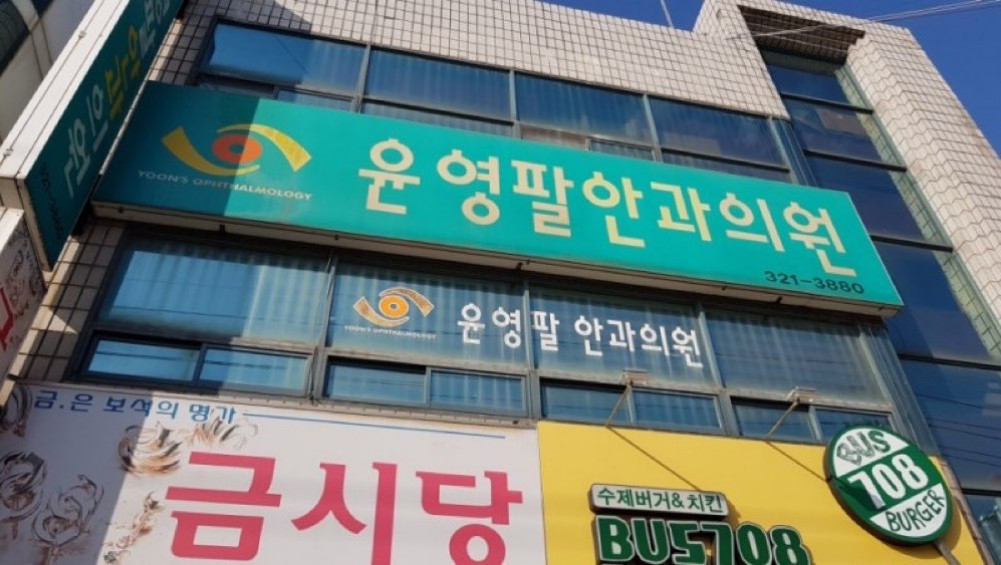 YOON'S OPHTHALMOLOGY
윤영팔안과의원
321-3880
YOON'S OPHTHALMOLOGY
윤영팔 안과의원
금.은 보석의 명가
금시당
수제버거&치킨
BUS708
BUS
708
BURGER